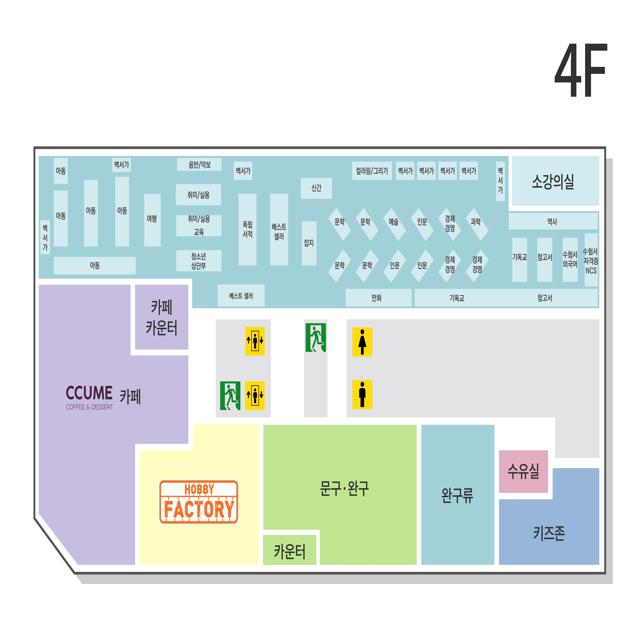 4F
아동
백서가
음반/악보
백서가
컬러링/그리기
백서가
백서가
백서가
백서가
백서가
소강의실
취미/실용
신간
아동
아동
아동
여행
취미/실용
교육
독립
서적
베스트
셀러
잡지
문학
문학
예술
인문
경제
경영
과학
역사
백서가
아동
청소년
상단부
문학
문학
인문
인문
경제
경영
경제
경영
기독교
참고서
수험서
외국어
수험서
자격증
NCS
베스트 셀러
만화
기독교
참고서
카페
카운터
CCUME 카페
COFFEE & DESSERT
HOBBY
FACTORY
문구·완구
카운터
완구류
수유실
키즈존